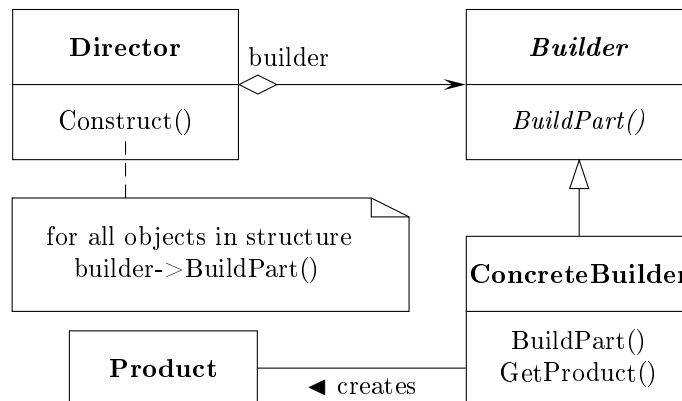 Director
builder
Builder
Construct()
BuildPart()
for all objects in structure
builder->BuildPart()
ConcreteBuilder
BuildPart()
GetProduct()
Product
◄ creates